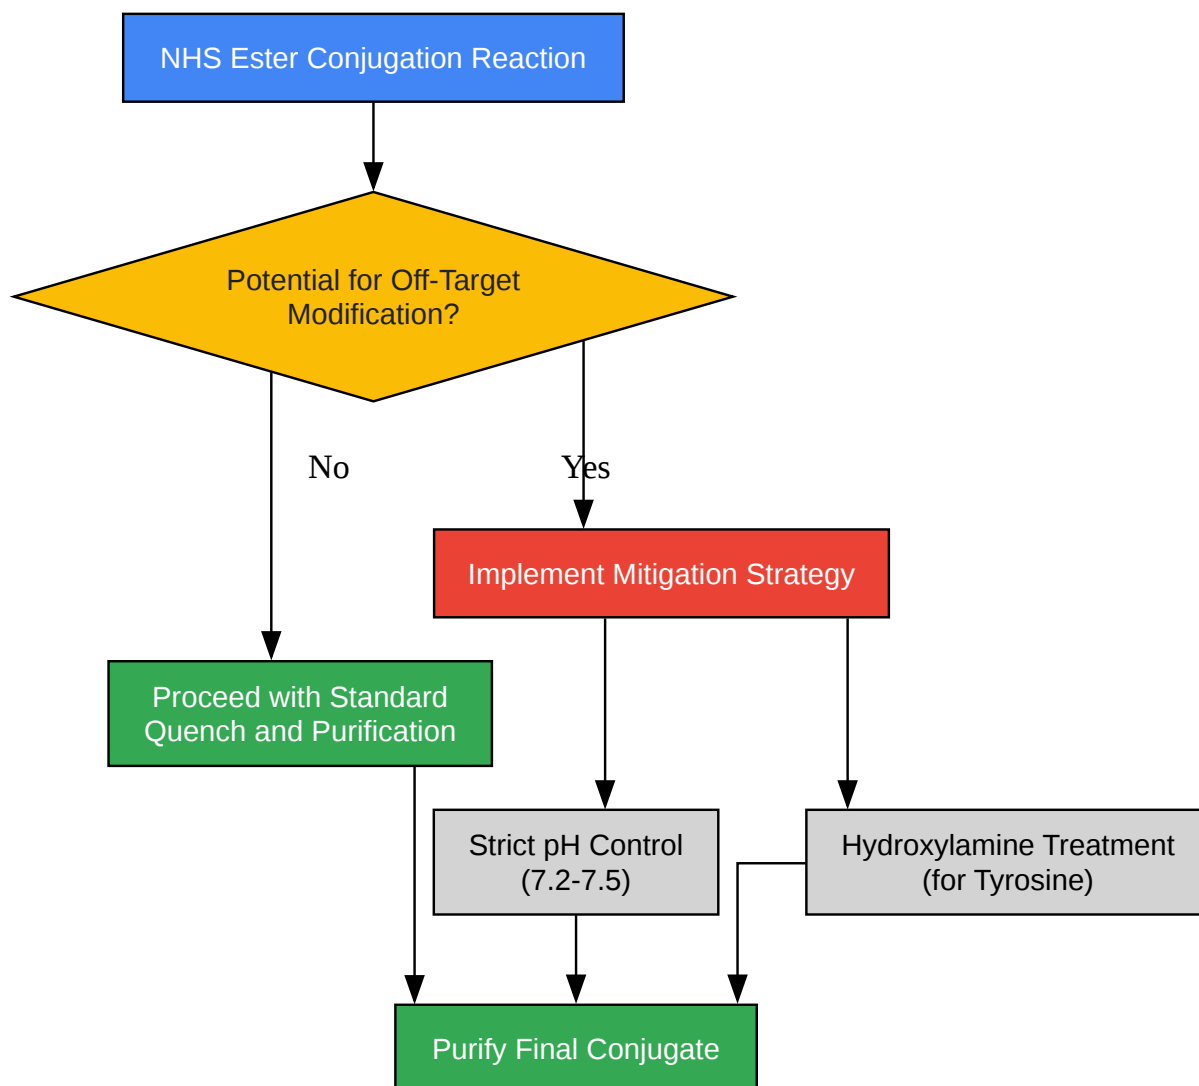 NHS Ester Conjugation Reaction
Potential for Off-Target
Modification?
No
Yes
Implement Mitigation Strategy
Proceed with Standard
Quench and Purification
Strict pH Control
(7.2-7.5)
Hydroxylamine Treatment
(for Tyrosine)
Purify Final Conjugate